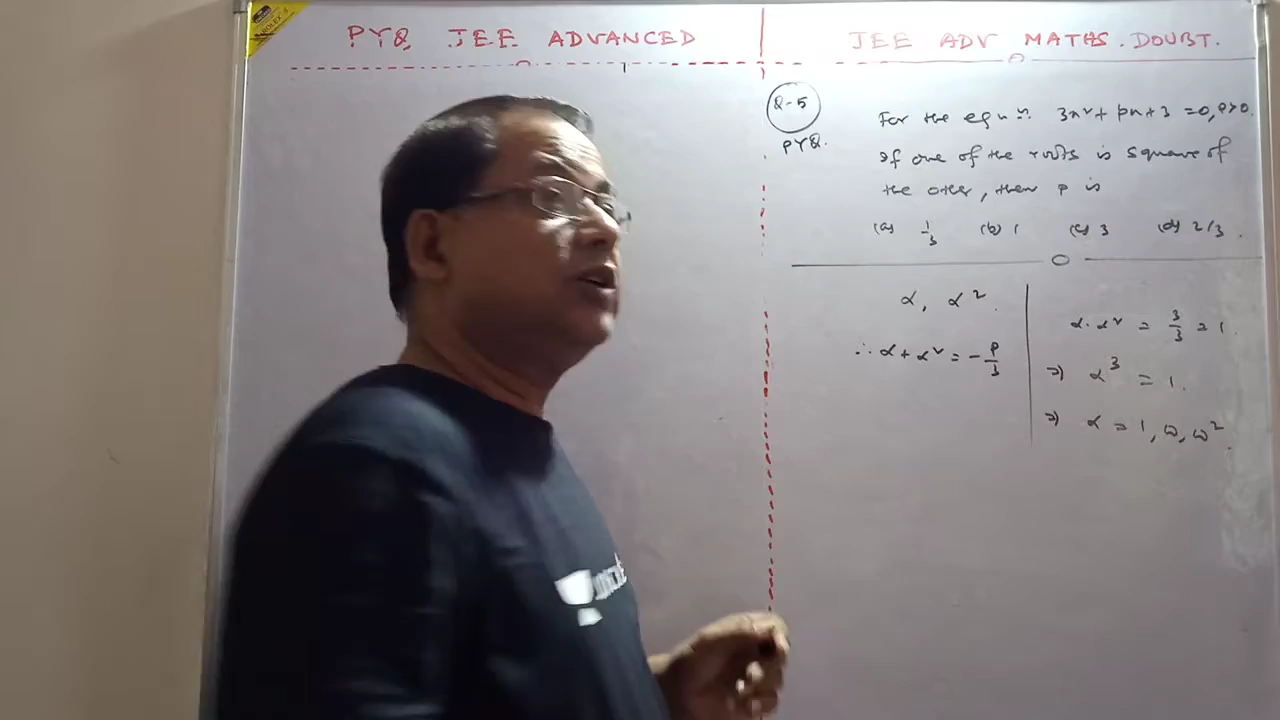 PYQ JEE ADVANCED
JEE ADV MATHS. DOUBT.
Q-5
PYQ.
For the equn. 3x²+px+3 =0, p>0.
If one of the roots is square of
the other, then p is
(a) 1/3 (b) 1 (c) 3 (d) 2/3.
α, α².
∴ α+α² = -p/3
α.α² = 3/3 = 1.
⇒ α³ = 1.
⇒ α = 1, ω, ω².